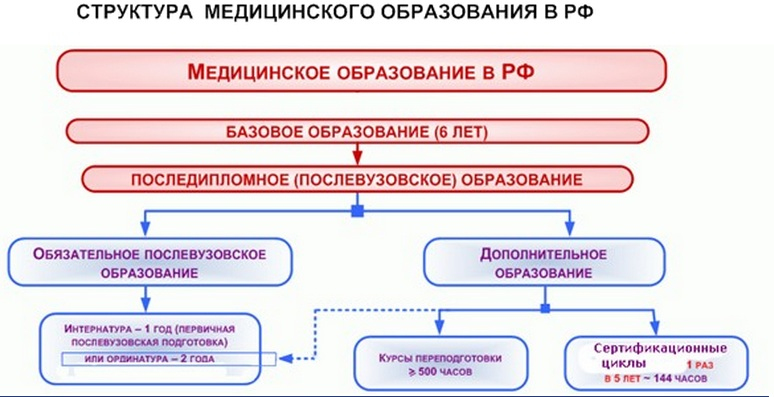 СТРУКТУРА МЕДИЦИНСКОГО ОБРАЗОВАНИЯ В РФ
МЕДИЦИНСКОЕ ОБРАЗОВАНИЕ В РФ
БАЗОВОЕ ОБРАЗОВАНИЕ (6 ЛЕТ)
ПОСЛЕДИПЛОМНОЕ (ПОСЛЕВУЗОВСКОЕ) ОБРАЗОВАНИЕ
ОБЯЗАТЕЛЬНОЕ ПОСЛЕВУЗОВСКОЕ
ОБРАЗОВАНИЕ
ДОПОЛНИТЕЛЬНОЕ
ОБРАЗОВАНИЕ
ИНТЕРНАТУРА – 1 ГОД (ПЕРВИЧНАЯ
ПОСЛЕВУЗОВСКАЯ ПОДГОТОВКА)
ИЛИ ОРДИНАТУРА – 2 ГОДА
КУРСЫ ПЕРЕПОДГОТОВКИ
≥ 500 ЧАСОВ
Сертификационные
циклы 1 РАЗ
В 5 ЛЕТ ~ 144 ЧАСОВ